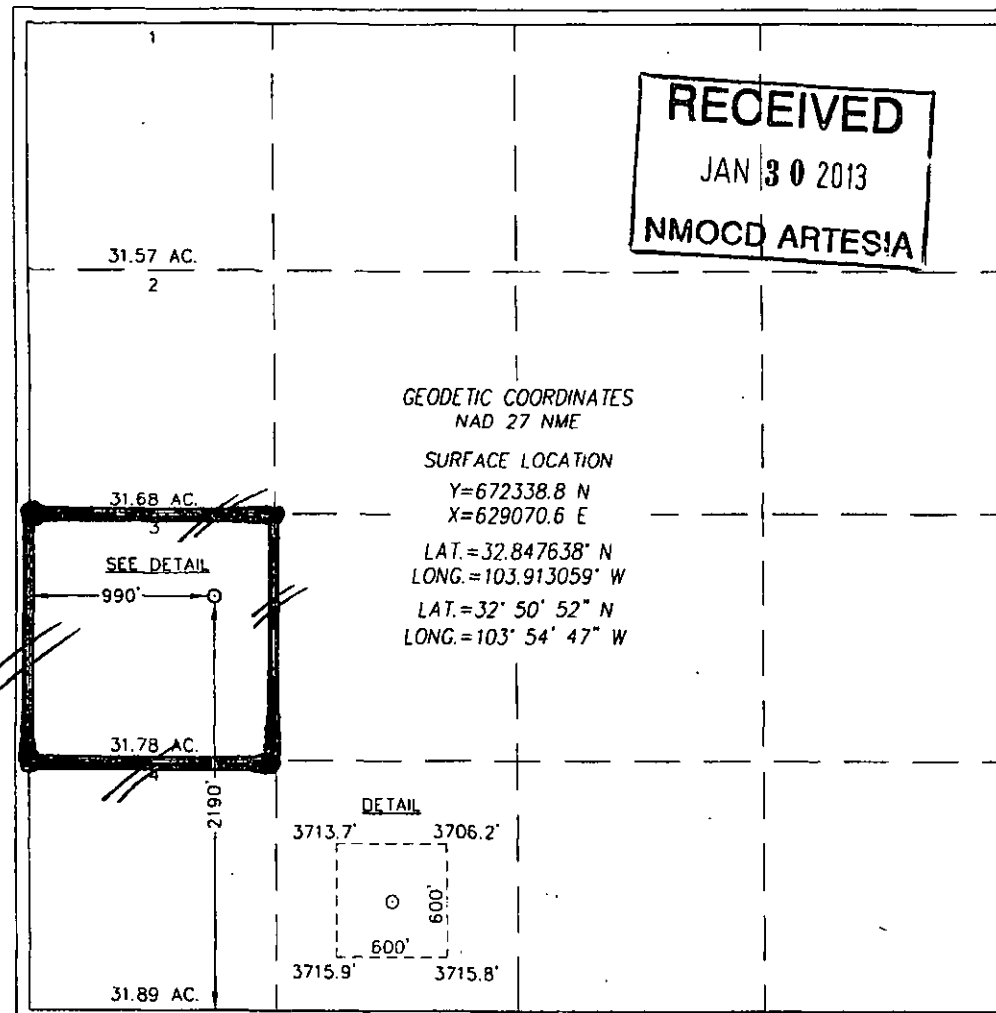 1
RECEIVED
JAN 30 2013
NMOCD ARTESIA
31.57 AC.
2
GEODETIC COORDINATES
NAD 27 NME
SURFACE LOCATION
Y=672338.8 N
X=629070.6 E
LAT.=32.847638° N
LONG.=103.913059° W
LAT.=32° 50' 52" N
LONG.=103° 54' 47" W
31.68 AC.
3
SEE DETAIL
990'
31.78 AC.
4
2190'
DETAIL
3713.7' 3706.2'
600'
600'
3715.9' 3715.8'
31.89 AC.